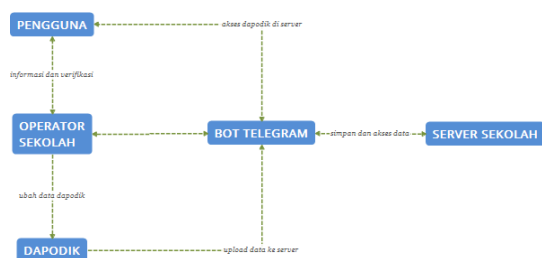 PENGGUNA
akses dapodik di server
informasi dan verifikasi
OPERATOR
SEKOLAH
BOT TELEGRAM
simpan dan akses data
SERVER SEKOLAH
ubah data dapodik
DAPODIK
upload data ke server